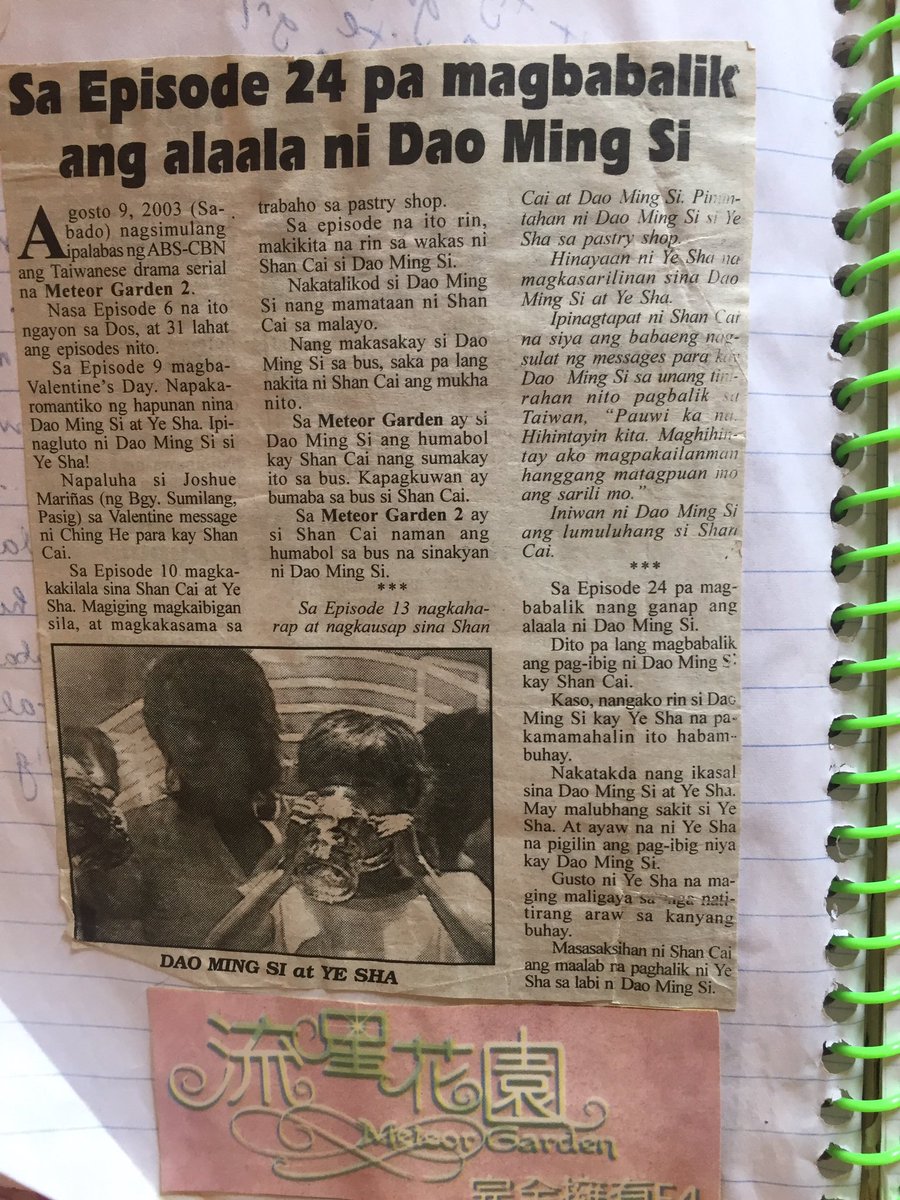 Sa Episode 24 pa magbabalik
ang alaala ni Dao Ming Si
Agosto 9, 2003 (Sa-
bado) nagsimulang
ipalabas ng ABS-CBN
ang Taiwanese drama serial
na Meteor Garden 2.
Nasa Episode 6 na ito
ngayon sa Dos, at 31 lahat
ang episodes nito.
Sa Episode 9 magba-
Valentine's Day. Napaka-
romantiko ng hapunan nina
Dao Ming Si at Ye Sha. Ipi-
nagluto ni Dao Ming Si si
Ye Sha!
Napaluha si Joshue
Mariñas (ng Bgy. Sumilang,
Pasig) sa Valentine message
ni Ching He para kay Shan
Cai.
Sa Episode 10 magka-
kakilala sina Shan Cai at Ye
Sha. Magiging magkaibigan
sila, at magkakasama sa
trabaho sa pastry shop.
Sa episode na ito rin,
makikita na rin sa wakas ni
Shan Cai si Dao Ming Si.
Nakatalikod si Dao Ming
Si nang mamataan ni Shan
Cai sa malayo.
Nang makasakay si Dao
Ming Si sa bus, saka pa lang
nakita ni Shan Cai ang mukha
nito.
Sa Meteor Garden ay si
Dao Ming Si ang humabol
kay Shan Cai nang sumakay
ito sa bus. Kapagkuwan ay
bumaba sa bus si Shan Cai.
Sa Meteor Garden 2 ay
si Shan Cai naman ang
humabol sa bus na sinakyan
ni Dao Ming Si.
***
Sa Episode 13 nagkaha-
rap at nagkausap sina Shan
Cai at Dao Ming Si. Pinun-
tahan ni Dao Ming Si si Ye
Sha sa pastry shop.
Hinayaan ni Ye Sha na
magkasarilinan sina Dao
Ming Si at Ye Sha.
Ipinagtapat ni Shan Cai
na siya ang babaeng nag-
sulat ng messages para kay
Dao Ming Si sa unang tini-
rahan nito pagbalik sa
Taiwan, "Pauwi ka na.
Hihintayin kita. Maghihin-
tay ako magpakailanman
hanggang matagpuan mo
ang sarili mo."
Iniwan ni Dao Ming Si
ang lumuluhang si Shan
Cai.
***
Sa Episode 24 pa mag-
babalik nang ganap ang
alaala ni Dao Ming Si.
Dito pa lang magbabalik
ang pag-ibig ni Dao Ming Si
kay Shan Cai.
Kaso, nangako rin si Dao
Ming Si kay Ye Sha na pa-
kamamahalin ito habam-
buhay.
Nakatakda nang ikasal
sina Dao Ming Si at Ye Sha.
May malubhang sakit si Ye
Sha. At ayaw na ni Ye Sha
na pigilin ang pag-ibig niya
kay Dao Ming Si.
Gusto ni Ye Sha na ma-
ging maligaya sa mga nati-
tirang araw sa kanyang
buhay.
Masasaksihan ni Shan Cai
ang maalab na paghalik ni Ye
Sha sa labi n Dao Ming Si.
DAO MING SI at YE SHA
流星花園
Meteor Garden